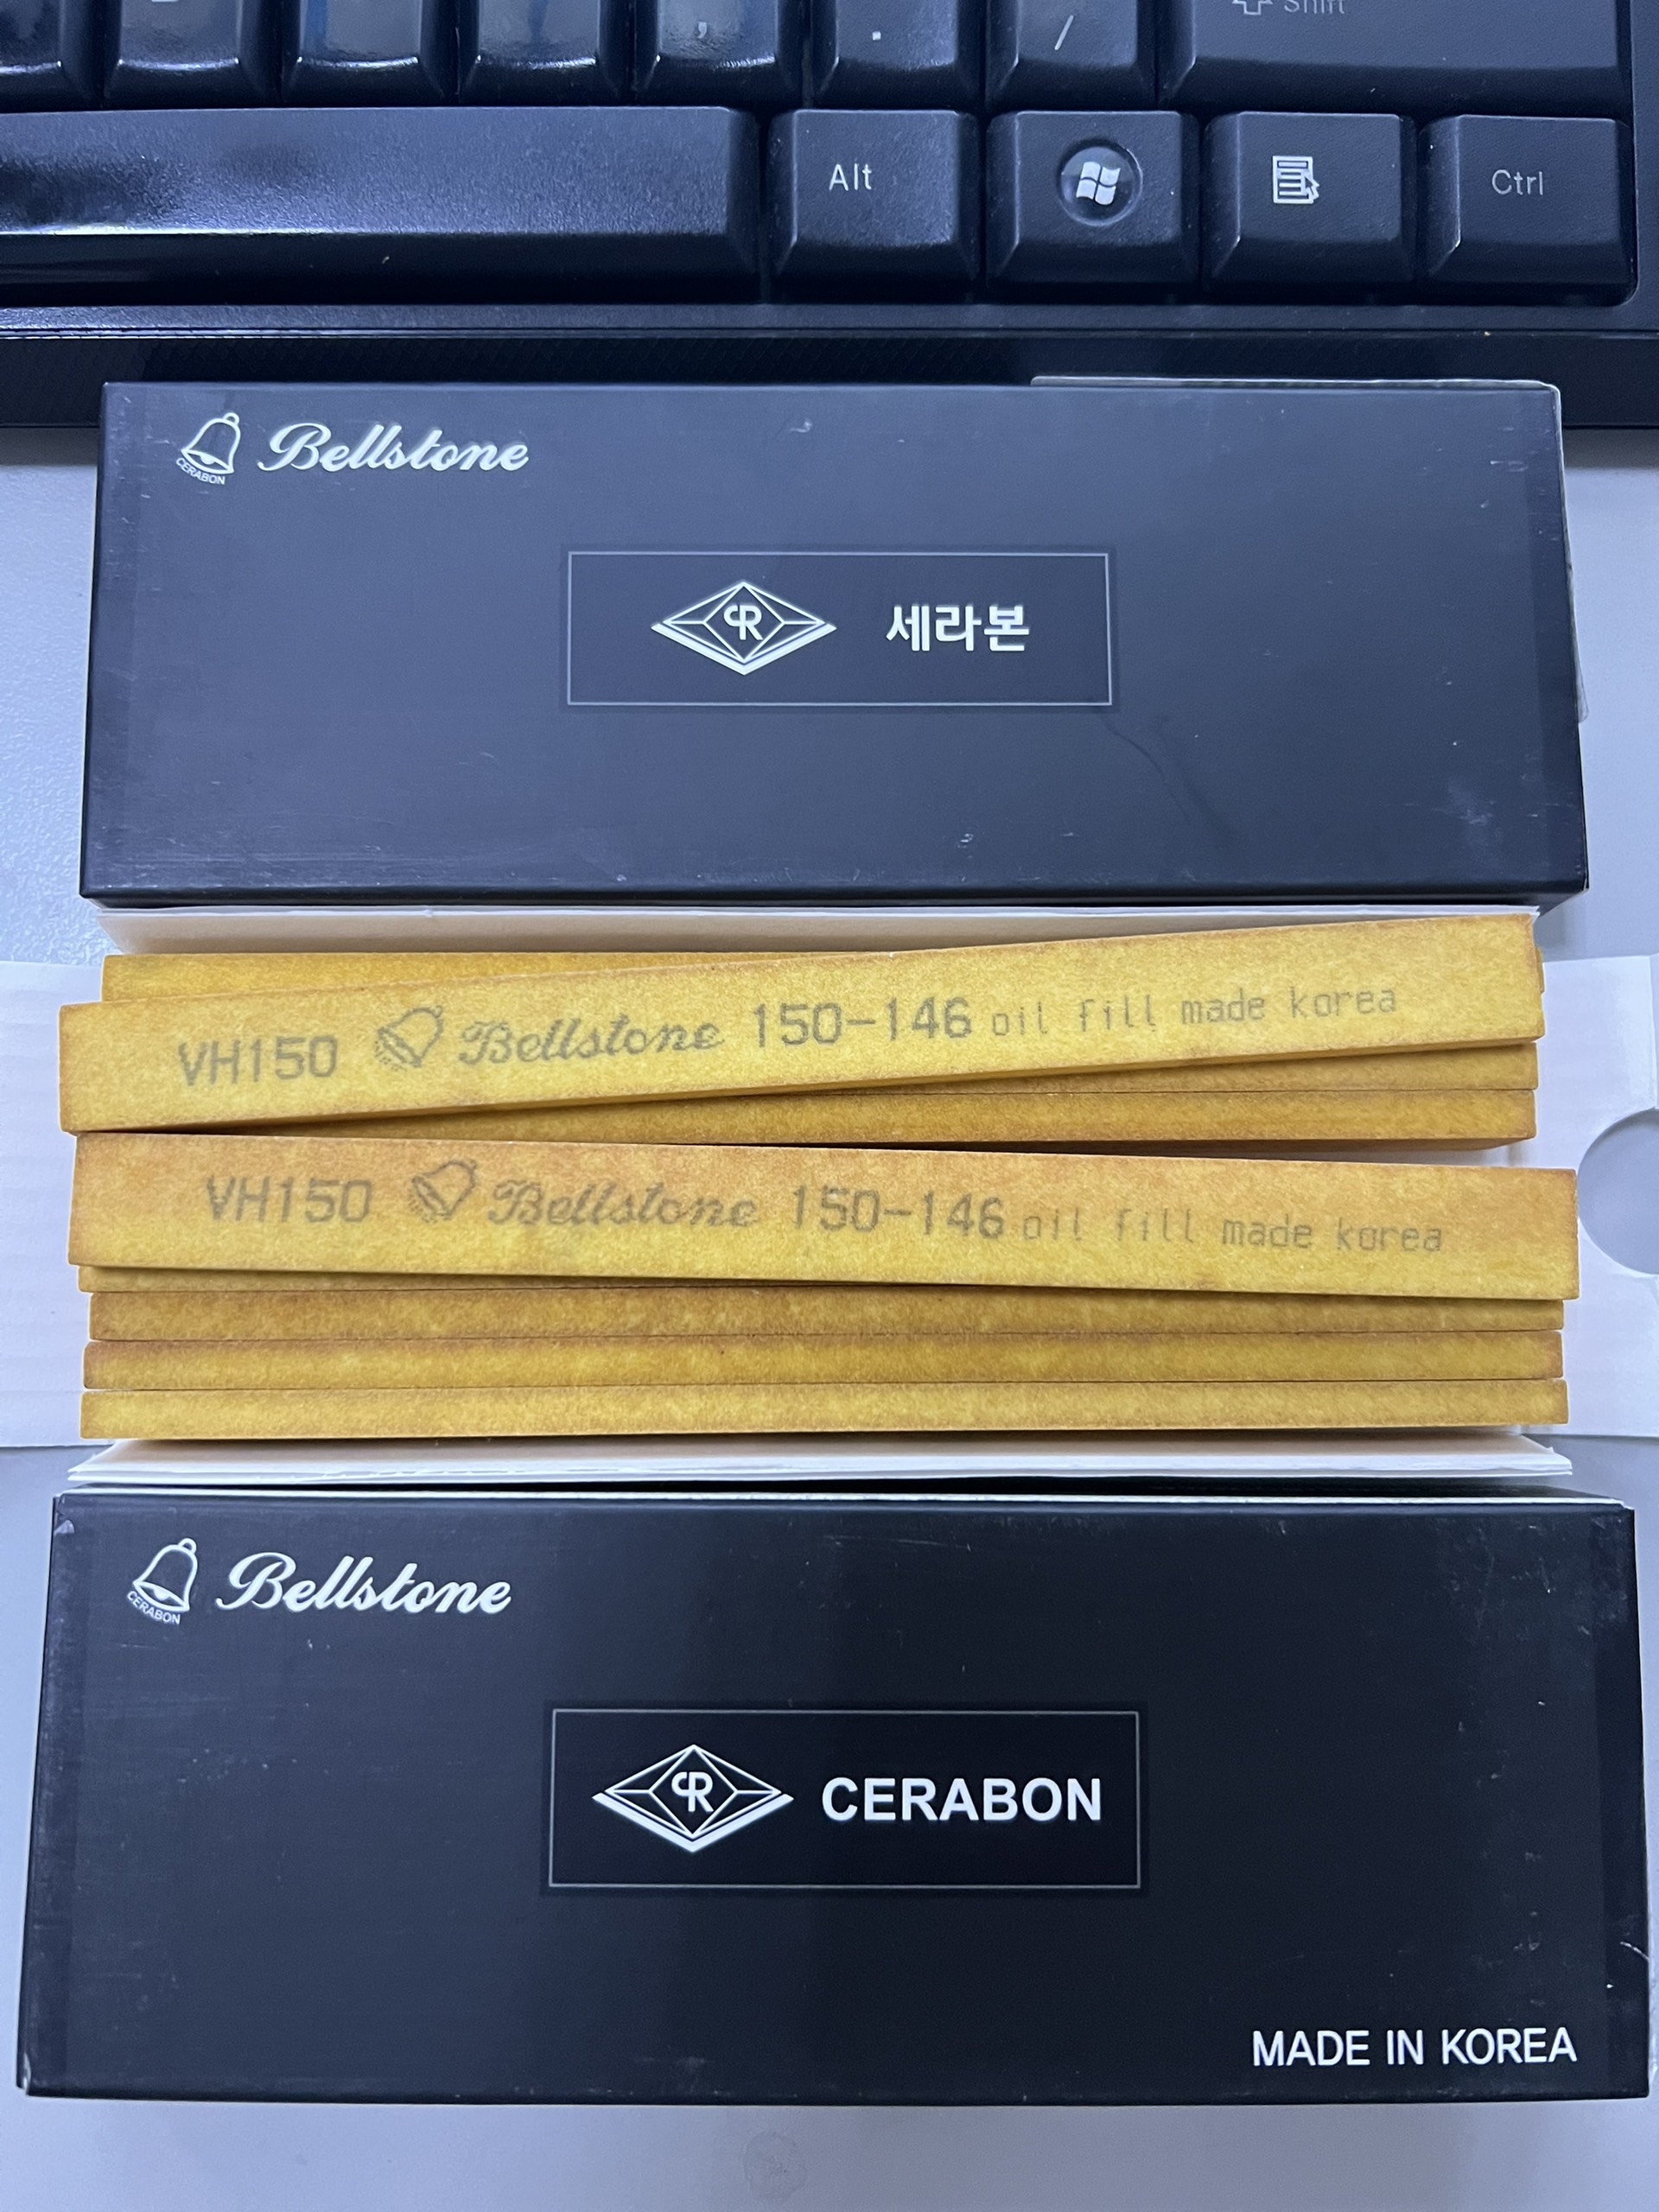 Shift
, . /
Alt Ctrl
Bellstone
CERABON
CR 세라본
VH150 Bellstone 150-146 oil fill made korea
VH150 Bellstone 150-146 oil fill made korea
Bellstone
CERABON
CR CERABON
MADE IN KOREA